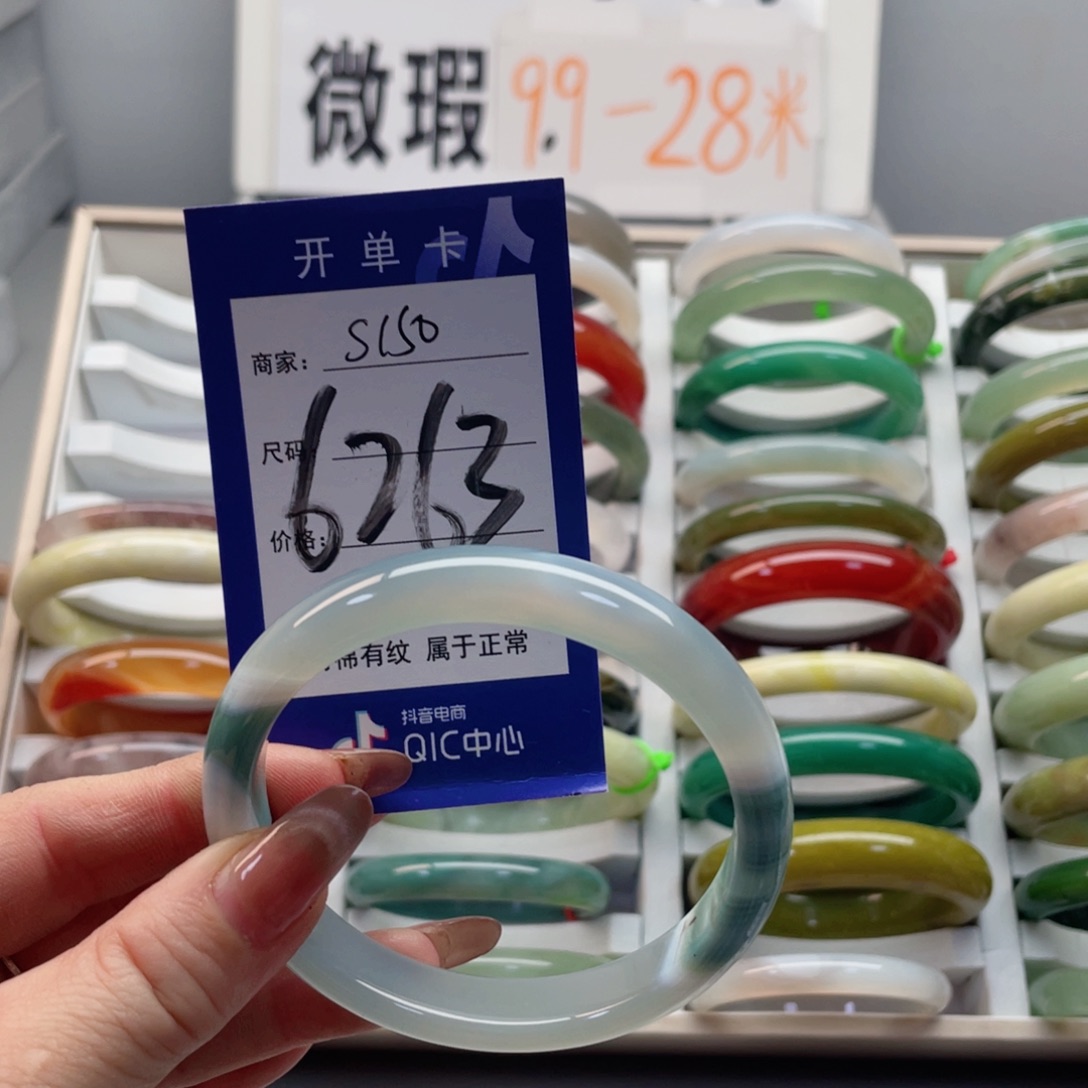 微瑕 9.9-28米
开单卡
商家: S150
尺码:
6263
价格:
棉有纹 属于正常
抖音电商
QIC中心